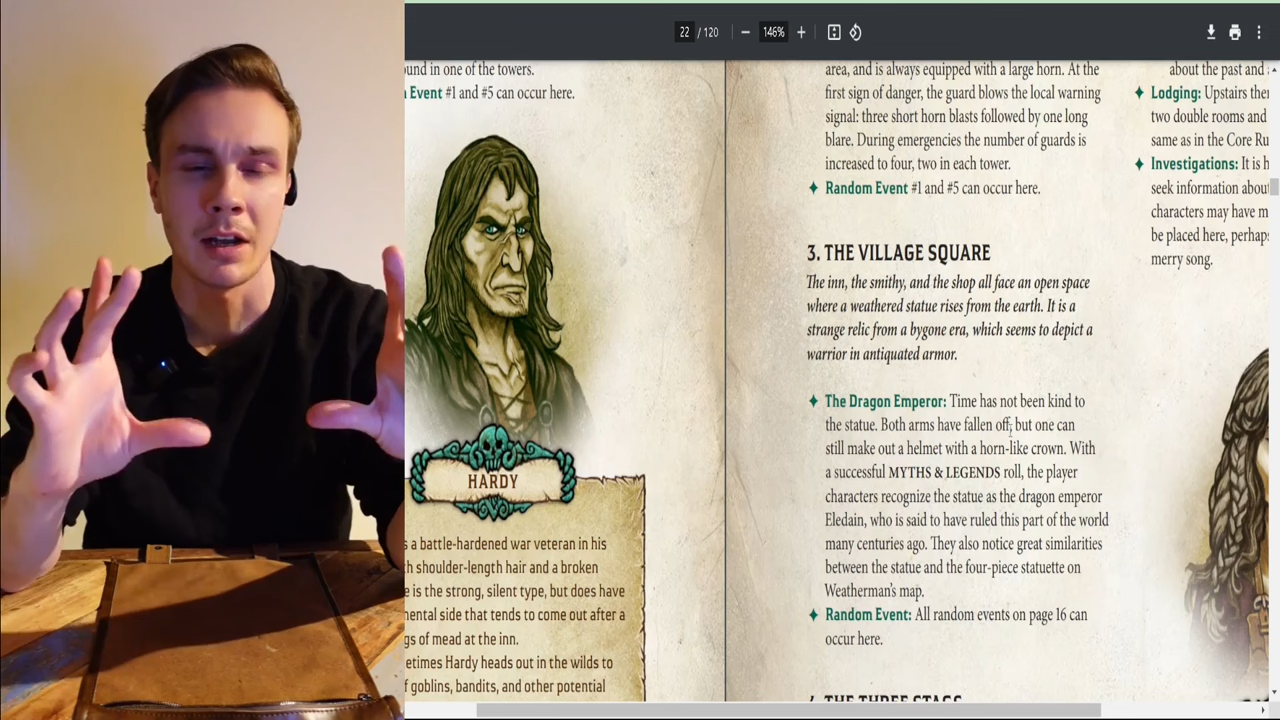 22 / 120
146%
ound in one of the towers.
Event #1 and #5 can occur here.
HARDY
s a battle-hardened war veteran in his
h shoulder-length hair and a broken
e is the strong, silent type, but does have
mental side that tends to come out after a
gs of mead at the inn.
etimes Hardy heads out in the wilds to
f goblins, bandits, and other potential
area, and is always equipped with a large horn. At the
first sign of danger, the guard blows the local warning
signal: three short horn blasts followed by one long
blare. During emergencies the number of guards is
increased to four, two in each tower.
Random Event #1 and #5 can occur here.
3. THE VILLAGE SQUARE
The inn, the smithy, and the shop all face an open space
where a weathered statue rises from the earth. It is a
strange relic from a bygone era, which seems to depict a
warrior in antiquated armor.
The Dragon Emperor: Time has not been kind to
the statue. Both arms have fallen off, but one can
still make out a helmet with a horn-like crown. With
a successful MYTHS & LEGENDS roll, the player
characters recognize the statue as the dragon emperor
Eledain, who is said to have ruled this part of the world
many centuries ago. They also notice great similarities
between the statue and the four-piece statuette on
Weatherman's map.
Random Event: All random events on page 16 can
occur here.
4. THE THREE STAGS
about the past and
Lodging: Upstairs ther
two double rooms and
same as in the Core Ru
Investigations: It is h
seek information about
characters may have m
be placed here, perhaps
merry song.